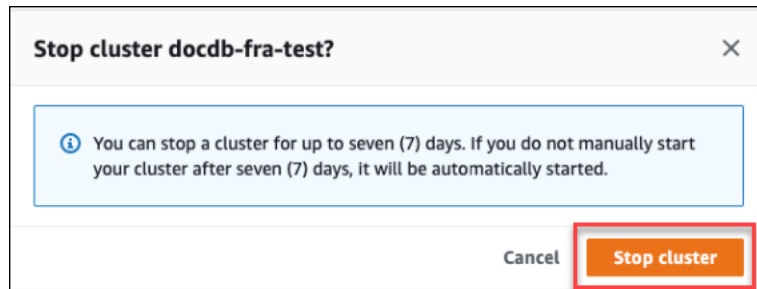 Stop cluster docdb-fra-test?
You can stop a cluster for up to seven (7) days. If you do not manually start
your cluster after seven (7) days, it will be automatically started.
Cancel
Stop cluster